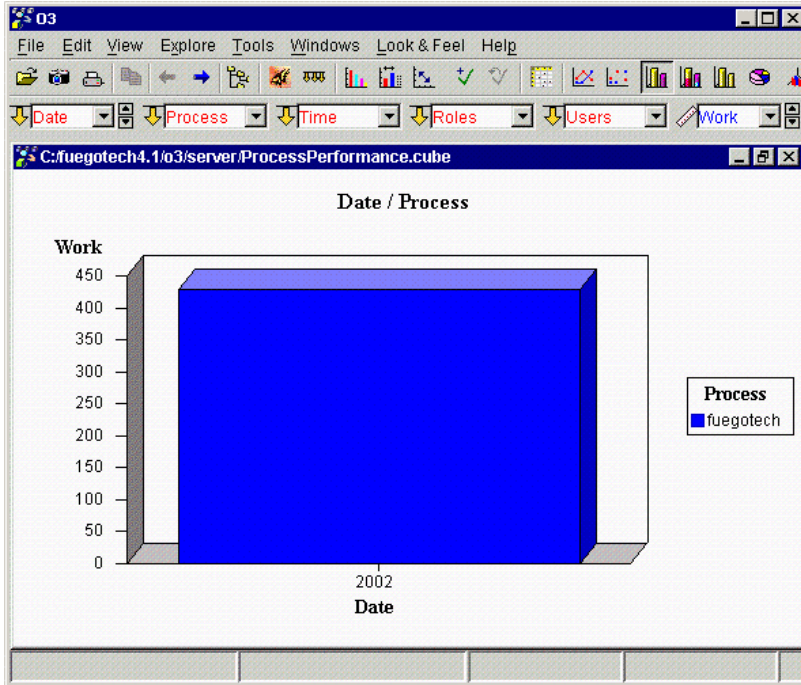 O3
File Edit View Explore Tools Windows Look & Feel Help
Date Process Time Roles Users Work
C:/fuegotech4.1/o3/server/ProcessPerformance.cube
Date / Process
Work
450
400
350
300
250
200
150
100
50
0
2002
Date
Process
fuegotech